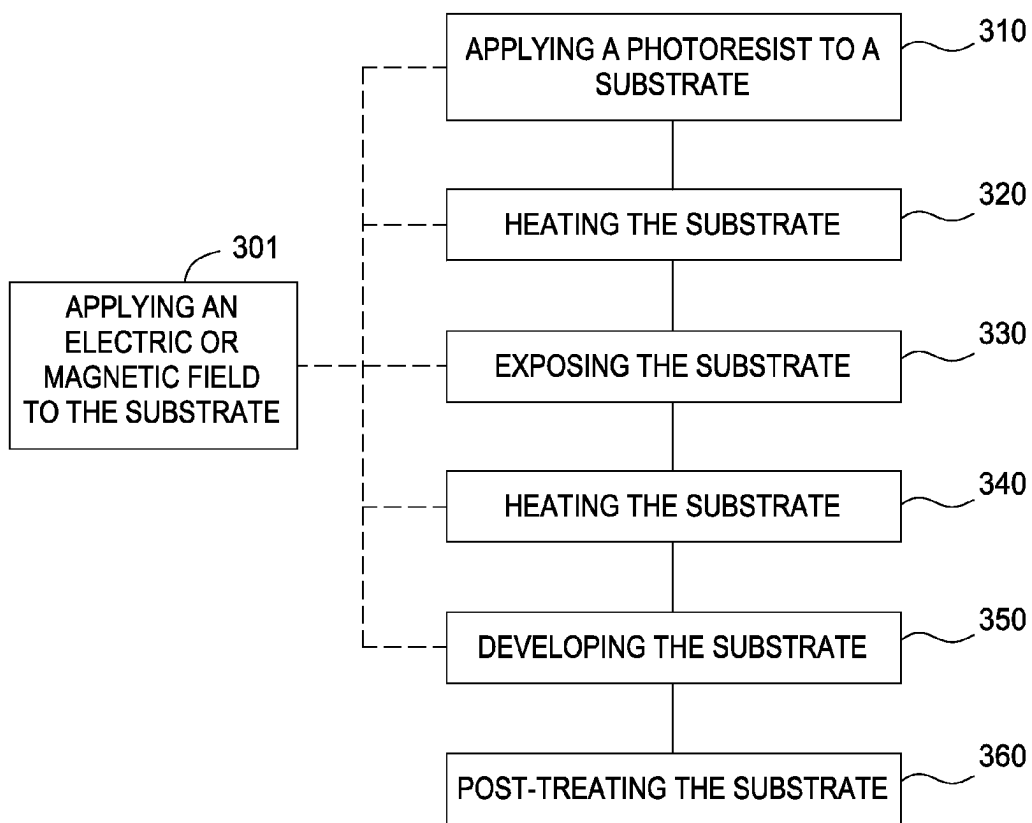 APPLYING A PHOTORESIST TO A
SUBSTRATE
310
HEATING THE SUBSTRATE
320
301
APPLYING AN
ELECTRIC OR
MAGNETIC FIELD
TO THE SUBSTRATE
EXPOSING THE SUBSTRATE
330
HEATING THE SUBSTRATE
340
DEVELOPING THE SUBSTRATE
350
POST-TREATING THE SUBSTRATE
360